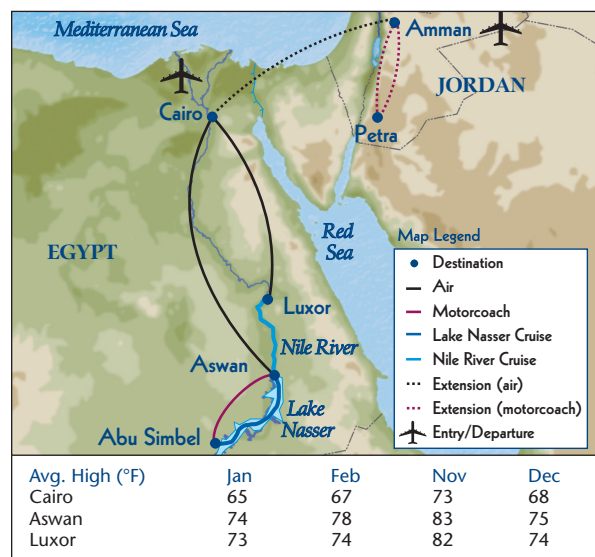 Mediterranean Sea
Amman
JORDAN
Cairo
Petra
EGYPT
Red
Sea
Luxor
Nile River
Aswan
Lake
Nasser
Abu Simbel
Map Legend
Destination
Air
Motorcoach
Lake Nasser Cruise
Nile River Cruise
Extension (air)
Extension (motorcoach)
Entry/Departure
Avg. High (°F) Jan Feb Nov Dec
Cairo 65 67 73 68
Aswan 74 78 83 75
Luxor 73 74 82 74